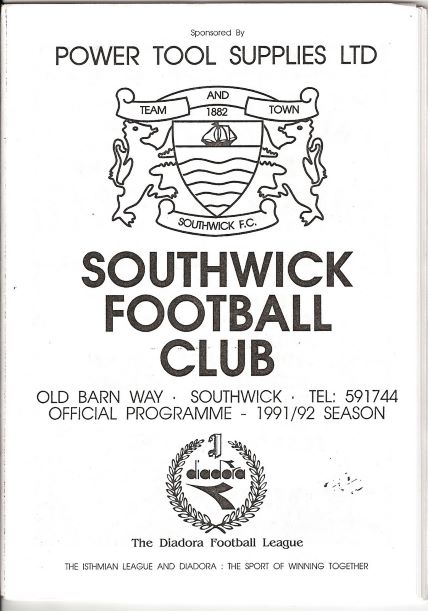 Sponsored By
POWER TOOL SUPPLIES LTD
AND
TEAM 1882 TOWN
SOUTHWICK F.C.
SOUTHWICK
FOOTBALL
CLUB
OLD BARN WAY · SOUTHWICK · TEL: 591744
OFFICIAL PROGRAMME - 1991/92 SEASON
diadora
The Diadora Football League
THE ISTHMIAN LEAGUE AND DIADORA : THE SPORT OF WINNING TOGETHER